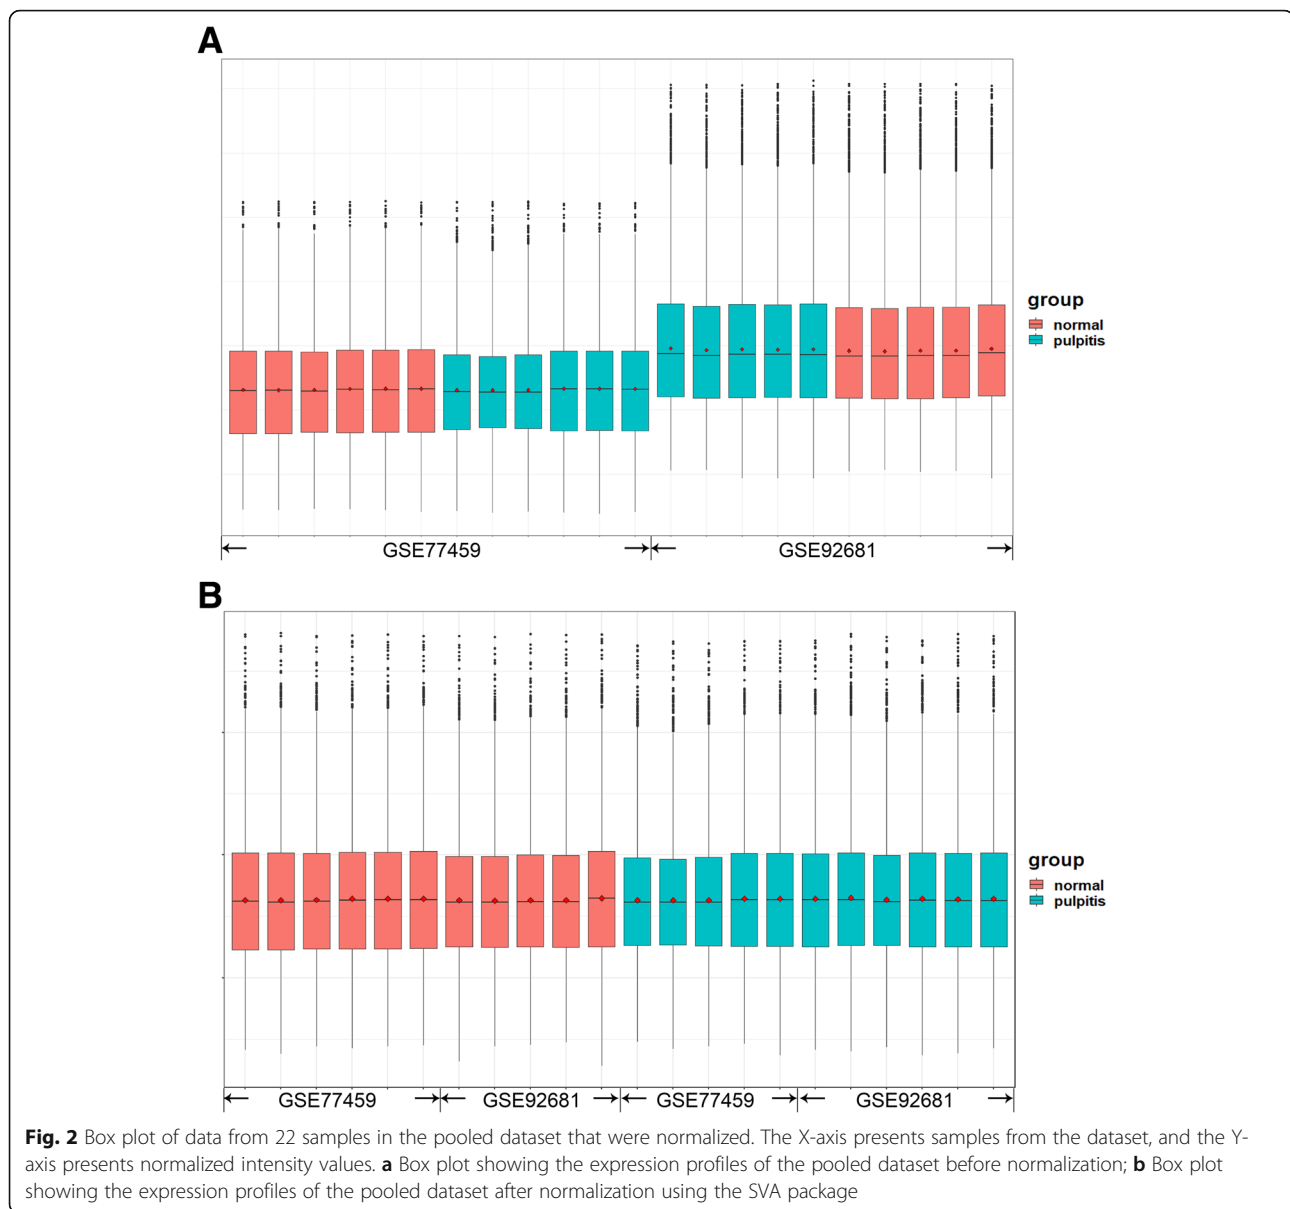 A
group
normal
pulpitis
GSE77459 GSE92681
B
group
normal
pulpitis
GSE77459 GSE92681 GSE77459 GSE92681
Fig. 2 Box plot of data from 22 samples in the pooled dataset that were normalized. The X-axis presents samples from the dataset, and the Y-
axis presents normalized intensity values. a Box plot showing the expression profiles of the pooled dataset before normalization; b Box plot
showing the expression profiles of the pooled dataset after normalization using the SVA package